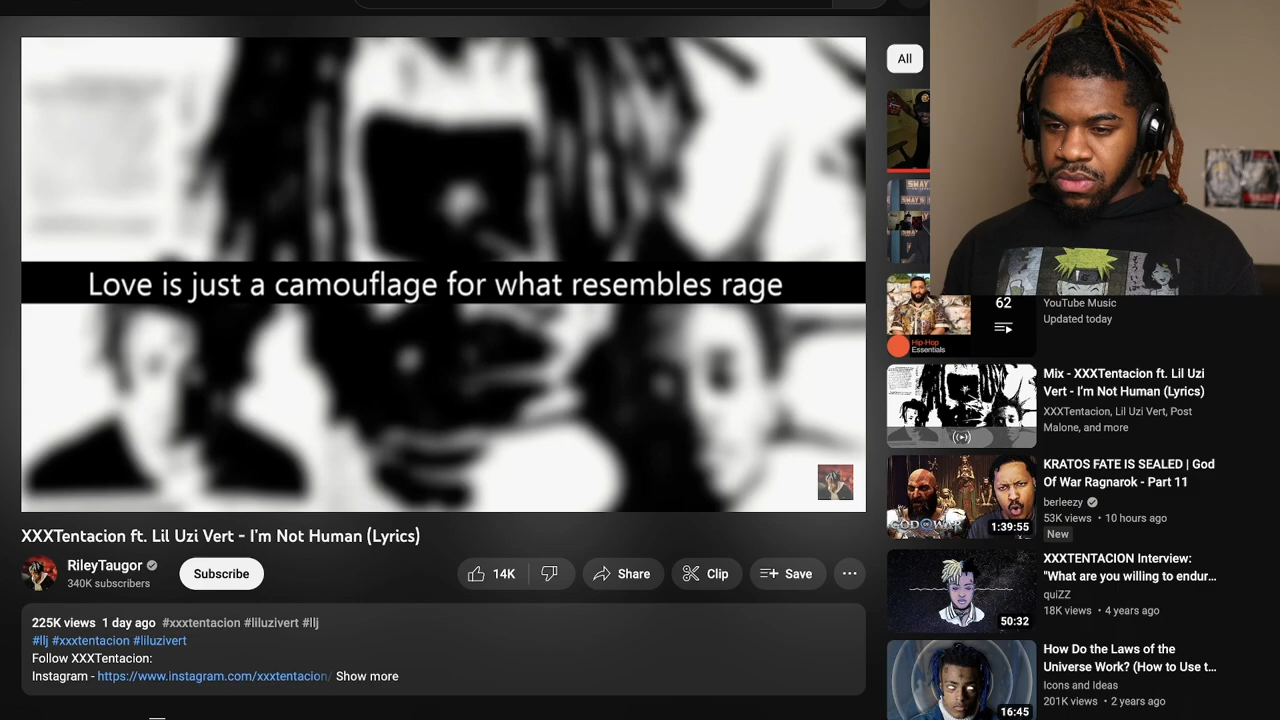 Love is just a camouflage for what resembles rage
XXXTentacion ft. Lil Uzi Vert - I'm Not Human (Lyrics)
RileyTaugor
340K subscribers
Subscribe
14K
Share
Clip
Save
225K views 1 day ago #xxxtentacion #liluzivert #llj
#llj #xxxtentacion #liluzivert
Follow XXXTentacion:
Instagram - https://www.instagram.com/xxxtentacion/ Show more
All
SWAY'S
62
Hip-Hop
Essentials
YouTube Music
Updated today
Mix - XXXTentacion ft. Lil Uzi
Vert - I'm Not Human (Lyrics)
XXXTentacion, Lil Uzi Vert, Post
Malone, and more
GOD OF WAR
1:39:55
KRATOS FATE IS SEALED | God
Of War Ragnarok - Part 11
berleezy
53K views • 10 hours ago
New
50:32
XXXTENTACION Interview:
"What are you willing to endur...
quiZZ
18K views • 4 years ago
16:45
How Do the Laws of the
Universe Work? (How to Use t...
Icons and Ideas
201K views • 2 years ago